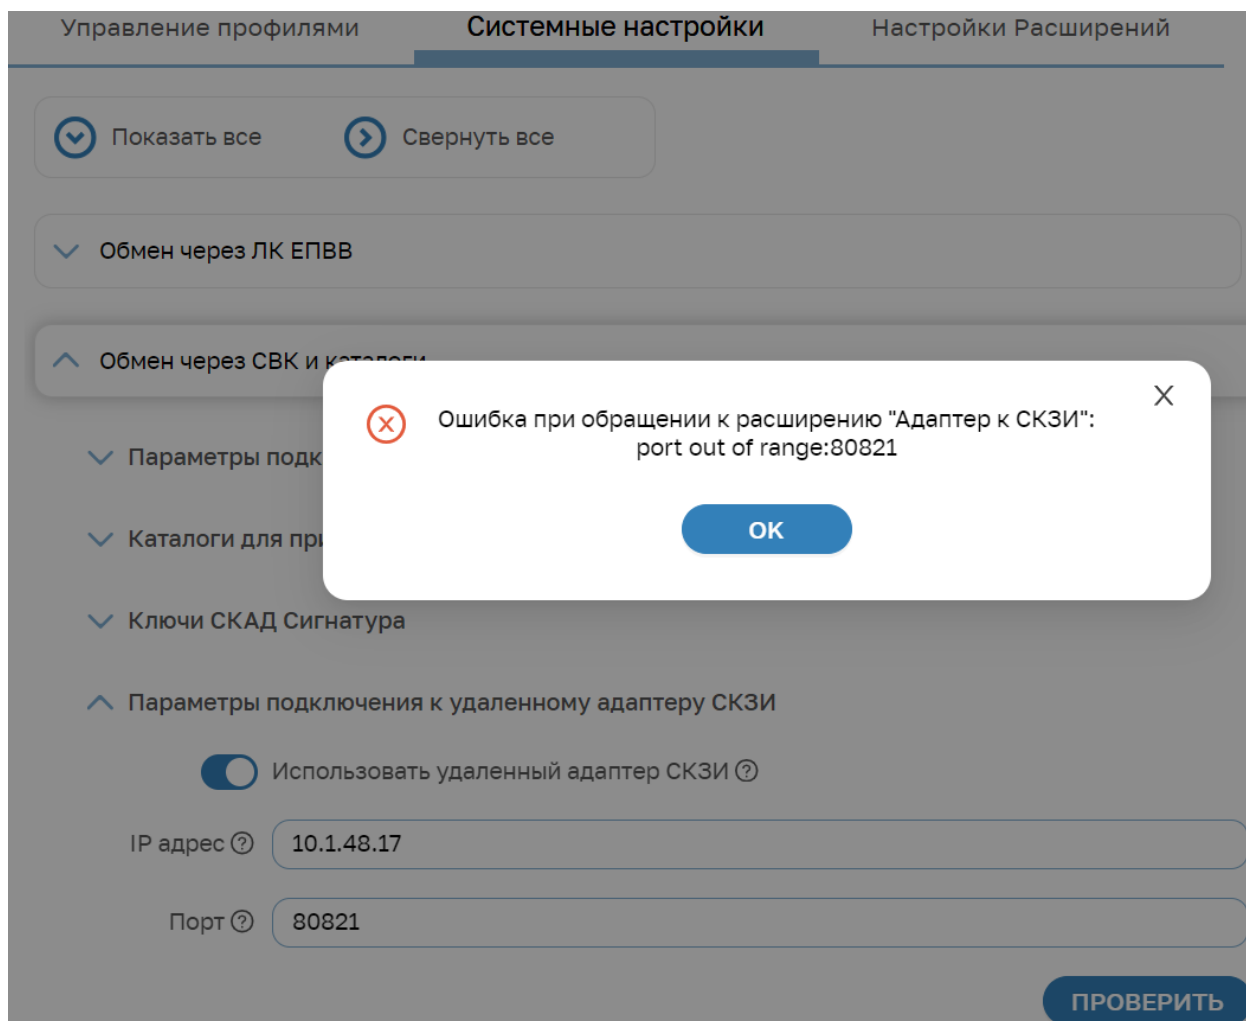 Управление профилями
Системные настройки
Настройки Расширений
Показать все
Свернуть все
Обмен через ЛК ЕПВВ
Обмен через СВК и каталоги
Ошибка при обращении к расширению "Адаптер к СКЗИ":
port out of range:80821
OK
Параметры подк
Каталоги для при
Ключи СКАД Сигнатура
Параметры подключения к удаленному адаптеру СКЗИ
Использовать удаленный адаптер СКЗИ ?
IP адрес ?
10.1.48.17
Порт ?
80821
ПРОВЕРИТЬ